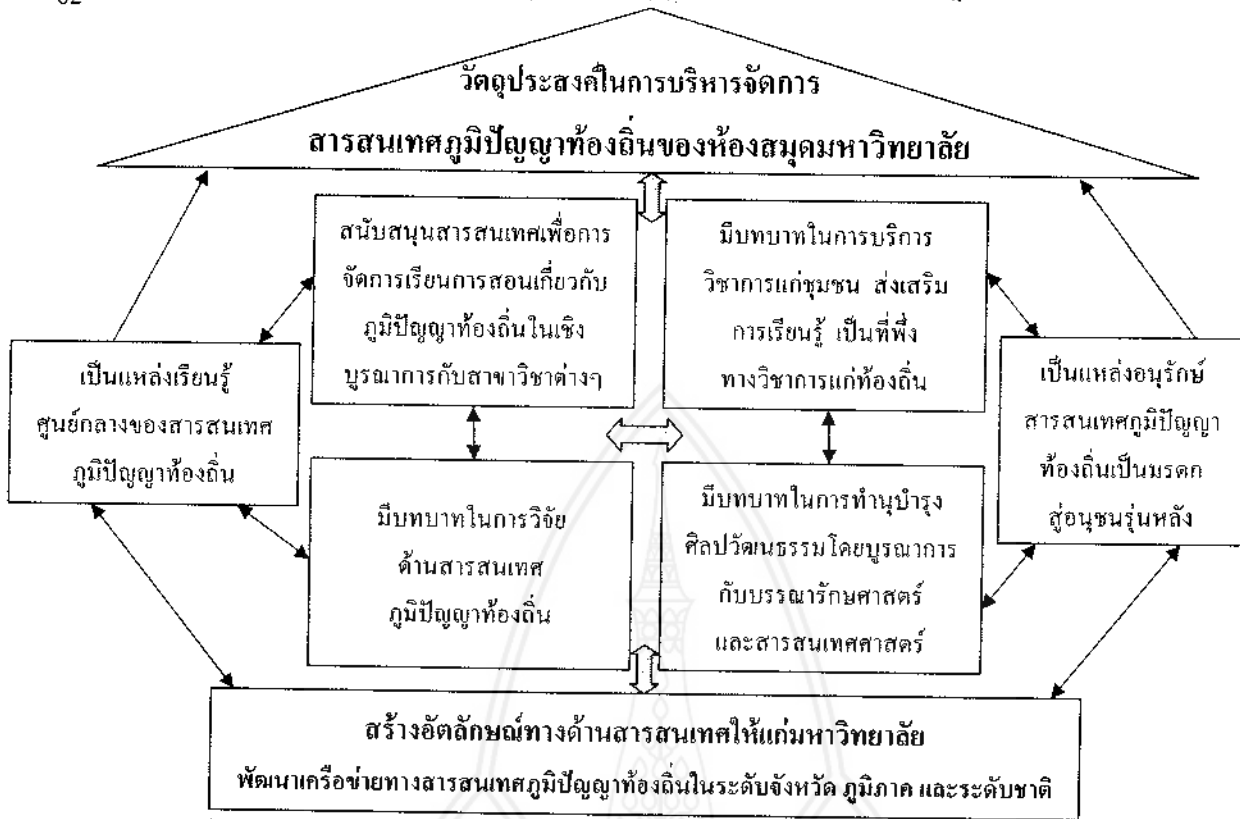 วัตถุประสงค์ในการบริหารจัดการ
สารสนเทศภูมิปัญญาท้องถิ่นของห้องสมุดมหาวิทยาลัย
สนับสนุนสารสนเทศเพื่อการ
จัดการเรียนการสอนเกี่ยวกับ
ภูมิปัญญาท้องถิ่นในเชิง
บูรณาการกับสาขาวิชาต่างๆ
มีบทบาทในการบริการ
วิชาการแก่ชุมชน ส่งเสริม
การเรียนรู้ เป็นที่พึ่ง
ทางวิชาการแก่ท้องถิ่น
เป็นแหล่งเรียนรู้
ศูนย์กลางของสารสนเทศ
ภูมิปัญญาท้องถิ่น
เป็นแหล่งอนุรักษ์
สารสนเทศภูมิปัญญา
ท้องถิ่นเป็นมรดก
สู่อนุชนรุ่นหลัง
มีบทบาทในการวิจัย
ด้านสารสนเทศ
ภูมิปัญญาท้องถิ่น
มีบทบาทในการทำนุบำรุง
ศิลปวัฒนธรรมโดยบูรณาการ
กับบรรณารักษศาสตร์
และสารสนเทศศาสตร์
สร้างอัตลักษณ์ทางด้านสารสนเทศให้แก่มหาวิทยาลัย
พัฒนาเครือข่ายทางสารสนเทศภูมิปัญญาท้องถิ่นในระดับจังหวัด ภูมิภาค และระดับชาติ